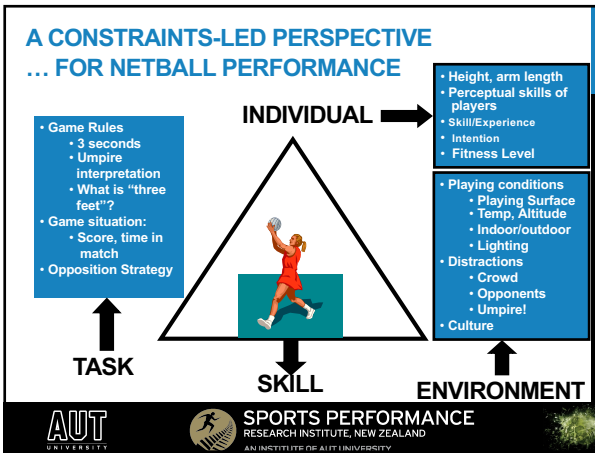 A CONSTRAINTS-LED PERSPECTIVE
… FOR NETBALL PERFORMANCE
INDIVIDUAL
• Height, arm length
• Perceptual skills of
players
• Skill/Experience
• Intention
• Fitness Level
• Game Rules
• 3 seconds
• Umpire
interpretation
• What is “three
feet”?
• Game situation:
• Score, time in
match
• Opposition Strategy
• Playing conditions
• Playing Surface
• Temp, Altitude
• Indoor/outdoor
• Lighting
• Distractions
• Crowd
• Opponents
• Umpire!
• Culture
TASK
SKILL
ENVIRONMENT
AUT
UNIVERSITY
SPORTS PERFORMANCE
RESEARCH INSTITUTE, NEW ZEALAND
AN INSTITUTE OF AUT UNIVERSITY